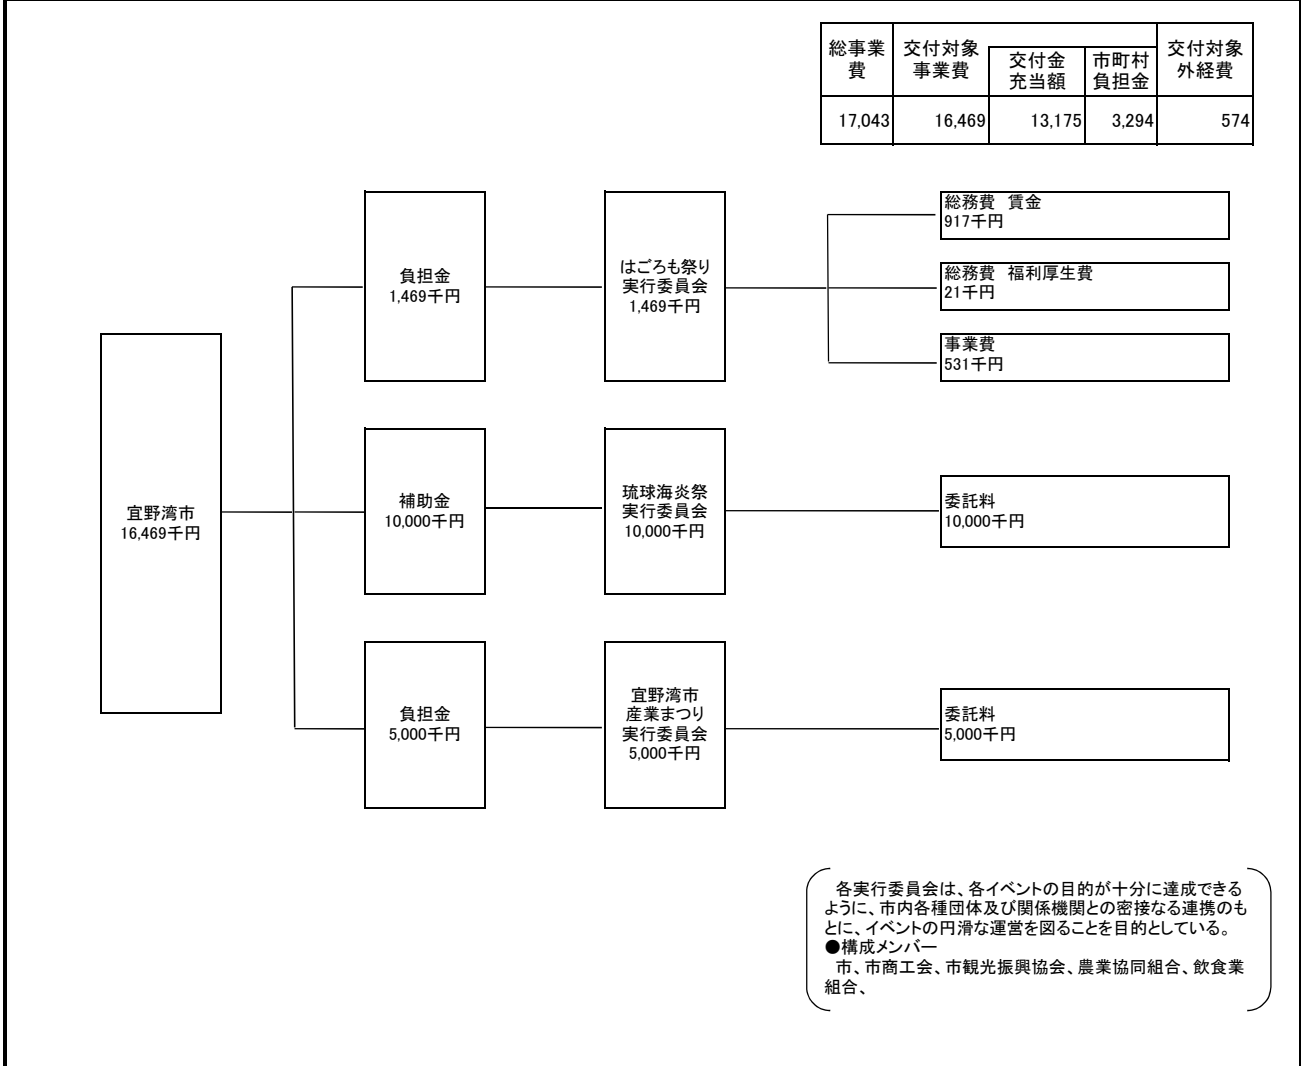 総事業
費
交付対象
事業費
交付金
充当額
市町村
負担金
交付対象
外経費
17,043
16,469
13,175
3,294
574
宜野湾市
16,469千円
負担金
1,469千円
はごろも祭り
実行委員会
1,469千円
総務費　賃金
917千円
総務費　福利厚生費
21千円
事業費
531千円
補助金
10,000千円
琉球海炎祭
実行委員会
10,000千円
委託料
10,000千円
負担金
5,000千円
宜野湾市
産業まつり
実行委員会
5,000千円
委託料
5,000千円
各実行委員会は、各イベントの目的が十分に達成できる
ように、市内各種団体及び関係機関との密接なる連携のも
とに、イベントの円滑な運営を図ることを目的としている。
●構成メンバー
市、市商工会、市観光振興協会、農業協同組合、飲食業
組合、